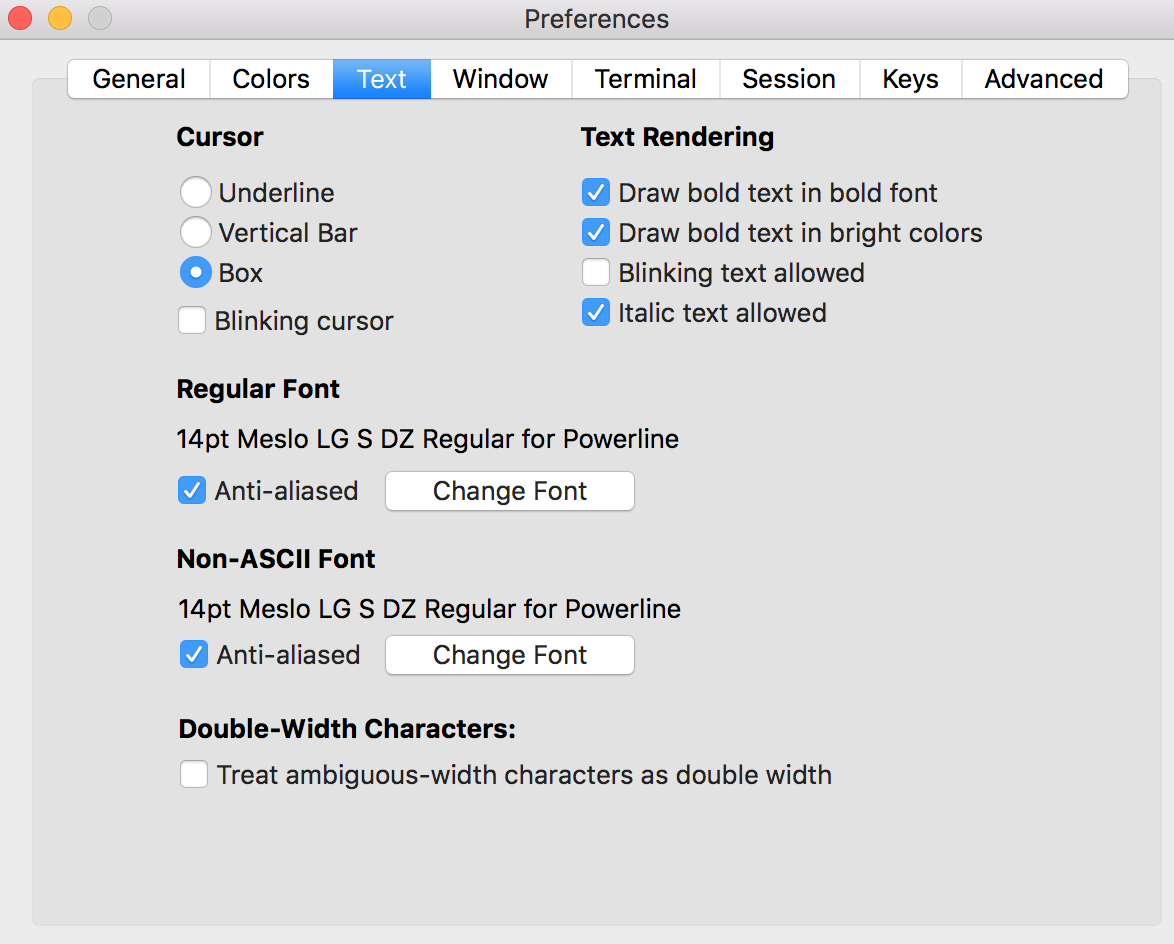 Preferences
General Colors Text Window Terminal Session Keys Advanced
Cursor
Underline
Vertical Bar
Box
Blinking cursor
Text Rendering
Draw bold text in bold font
Draw bold text in bright colors
Blinking text allowed
Italic text allowed
Regular Font
14pt Meslo LG S DZ Regular for Powerline
Anti-aliased Change Font
Non-ASCII Font
14pt Meslo LG S DZ Regular for Powerline
Anti-aliased Change Font
Double-Width Characters:
Treat ambiguous-width characters as double width